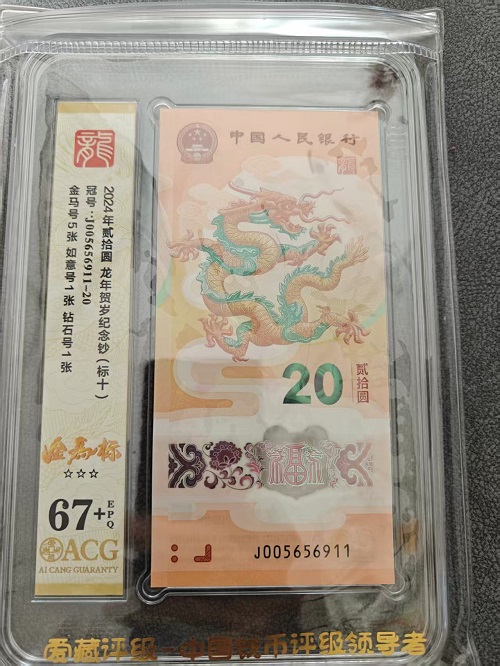 龍
2024年贰拾圆 龙年贺岁纪念钞（标十）
冠号:J005656911-20
金马号5张 如意号1张 钻石号1张
☆☆☆
67+
EPQ
ACG
AI CANG GUARANTY
中国人民银行
20
贰拾圆
福
J005656911
爱藏评级-中国钱币评级领导者